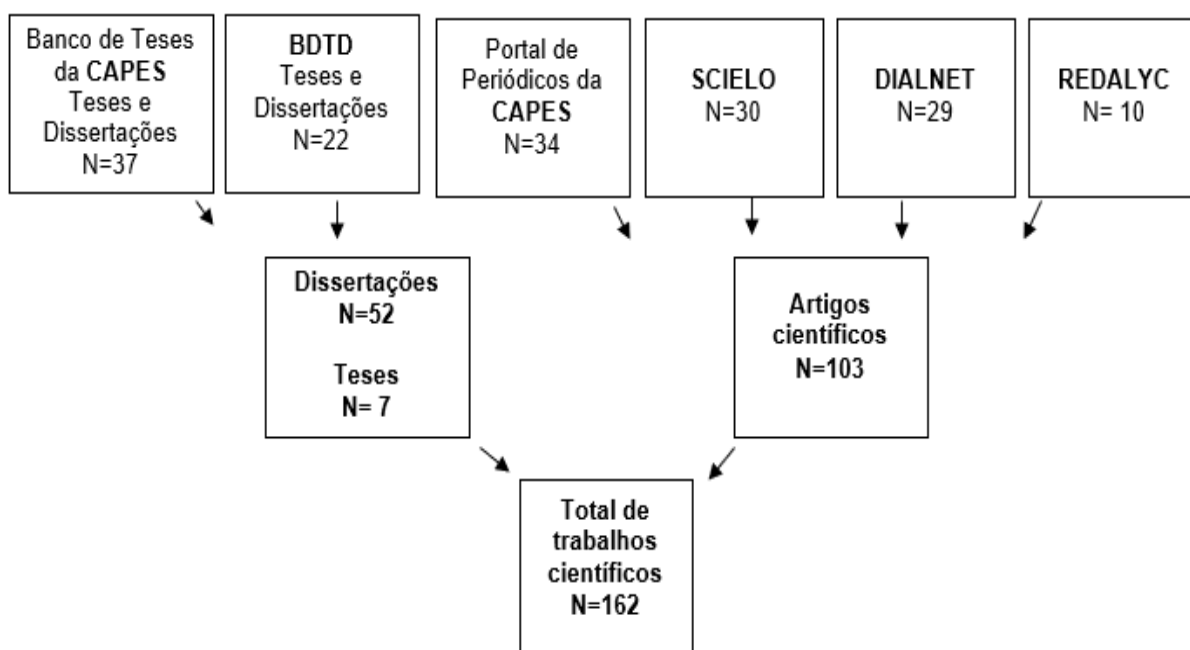 Banco de Teses
da CAPES
Teses e
Dissertações
N=37
BDTD
Teses e
Dissertações
N=22
Portal de
Periódicos da
CAPES
N=34
SCIELO
N=30
DIALNET
N=29
REDALYC
N= 10
Dissertações
N=52
Teses
N= 7
Artigos
científicos
N=103
Total de
trabalhos
científicos
N=162